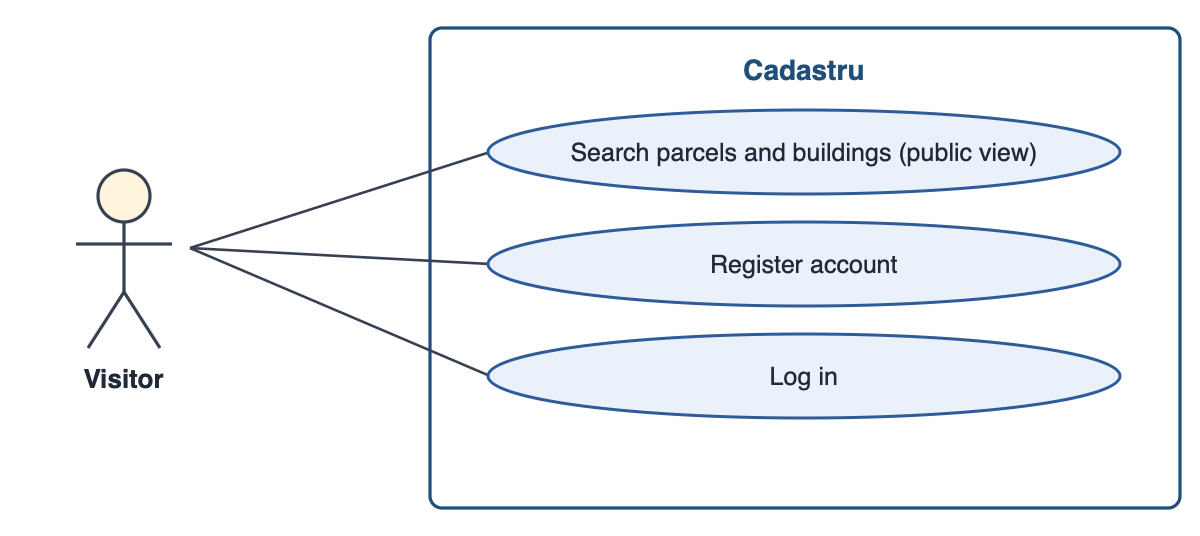 Cadastru
Search parcels and buildings (public view)
Register account
Log in
Visitor